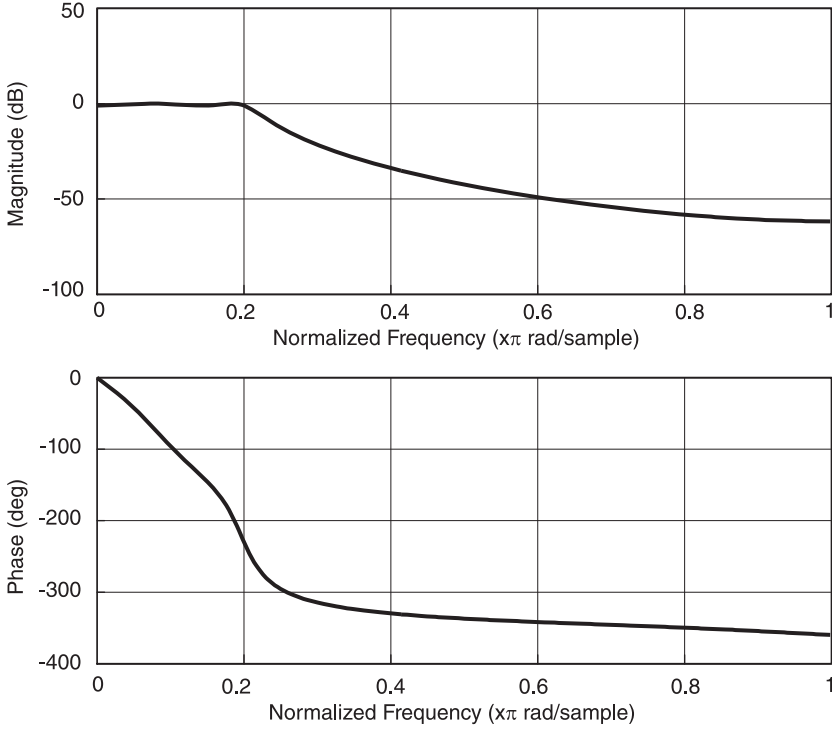 50
0
-50
-100
Magnitude (dB)
0 0.2 0.4 0.6 0.8 1
Normalized Frequency (xπ rad/sample)
0
-100
-200
-300
-400
Phase (deg)
0 0.2 0.4 0.6 0.8 1
Normalized Frequency (xπ rad/sample)